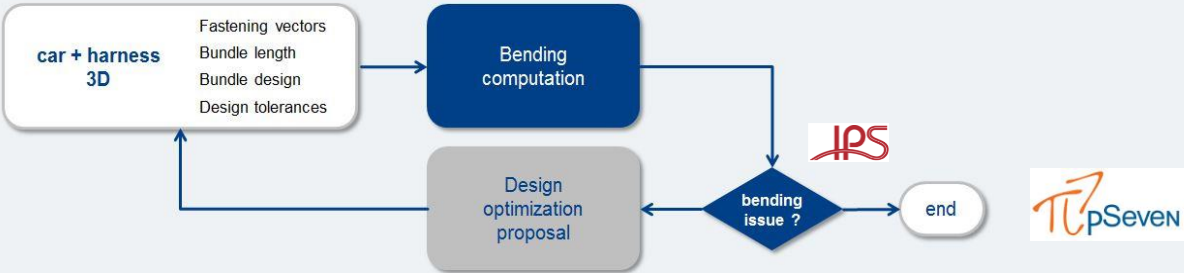 car + harness
3D
Fastening vectors
Bundle length
Bundle design
Design tolerances
Bending
computation
IPS
bending
issue ?
end
Design
optimization
proposal
pSeven